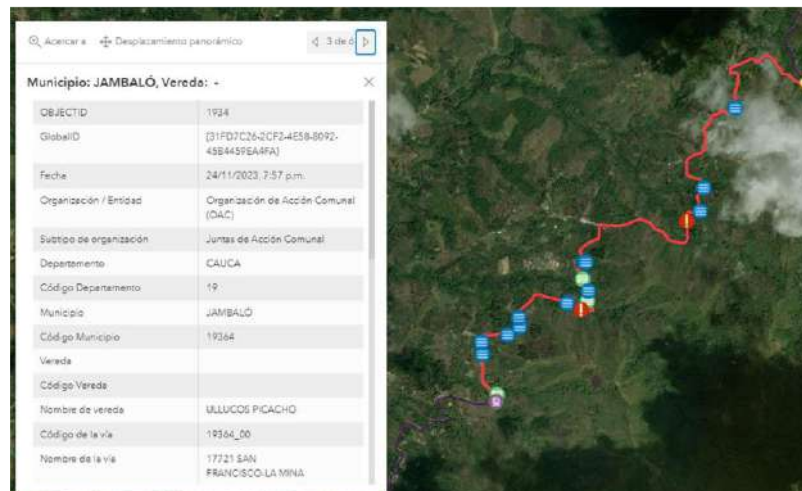 Acercar a Desplazamiento panorámico 3 de 6
Municipio: JAMBALÓ, Vereda: -
OBJECTID 1934
GlobalID {31FD7C26-2CF2-4E58-8092-
45B4459EA4FA}
Fecha 24/11/2023, 7:57 p.m.
Organización / Entidad Organización de Acción Comunal
(OAC)
Subtipo de organización Juntas de Acción Comunal
Departamento CAUCA
Código Departamento 19
Municipio JAMBALÓ
Código Municipio 19364
Vereda
Código Vereda
Nombre de vereda ULLUCOS PICACHO
Código de la vía 19364_00
Nombre de la vía 17721 SAN
FRANCISCO-LA MINA